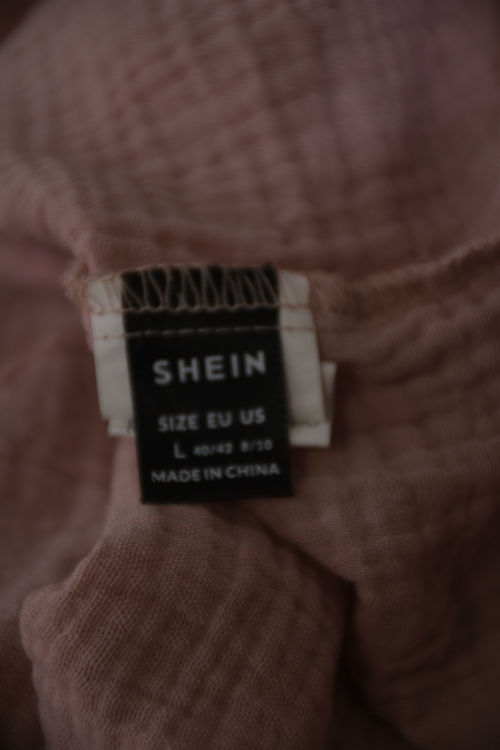 SHEIN
SIZE EU US
L 40/42 8/10
MADE IN CHINA